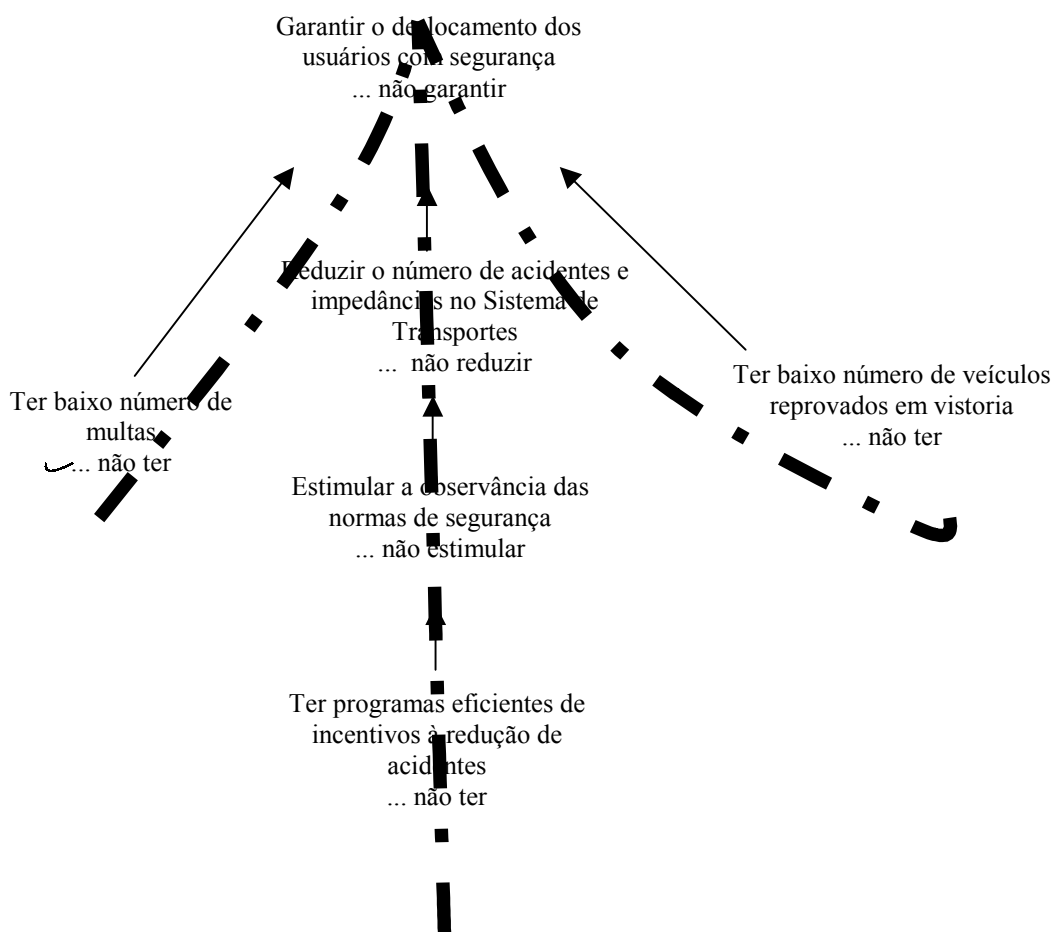 Garantir o deslocamento dos
usuários com segurança
... não garantir
Reduzir o número de acidentes e
impedâncias no Sistema de
Transportes
... não reduzir
Ter baixo número de
multas
... não ter
Ter baixo número de veículos
reprovados em vistoria
... não ter
Estimular a observância das
normas de segurança
... não estimular
Ter programas eficientes de
incentivos à redução de
acidentes
... não ter